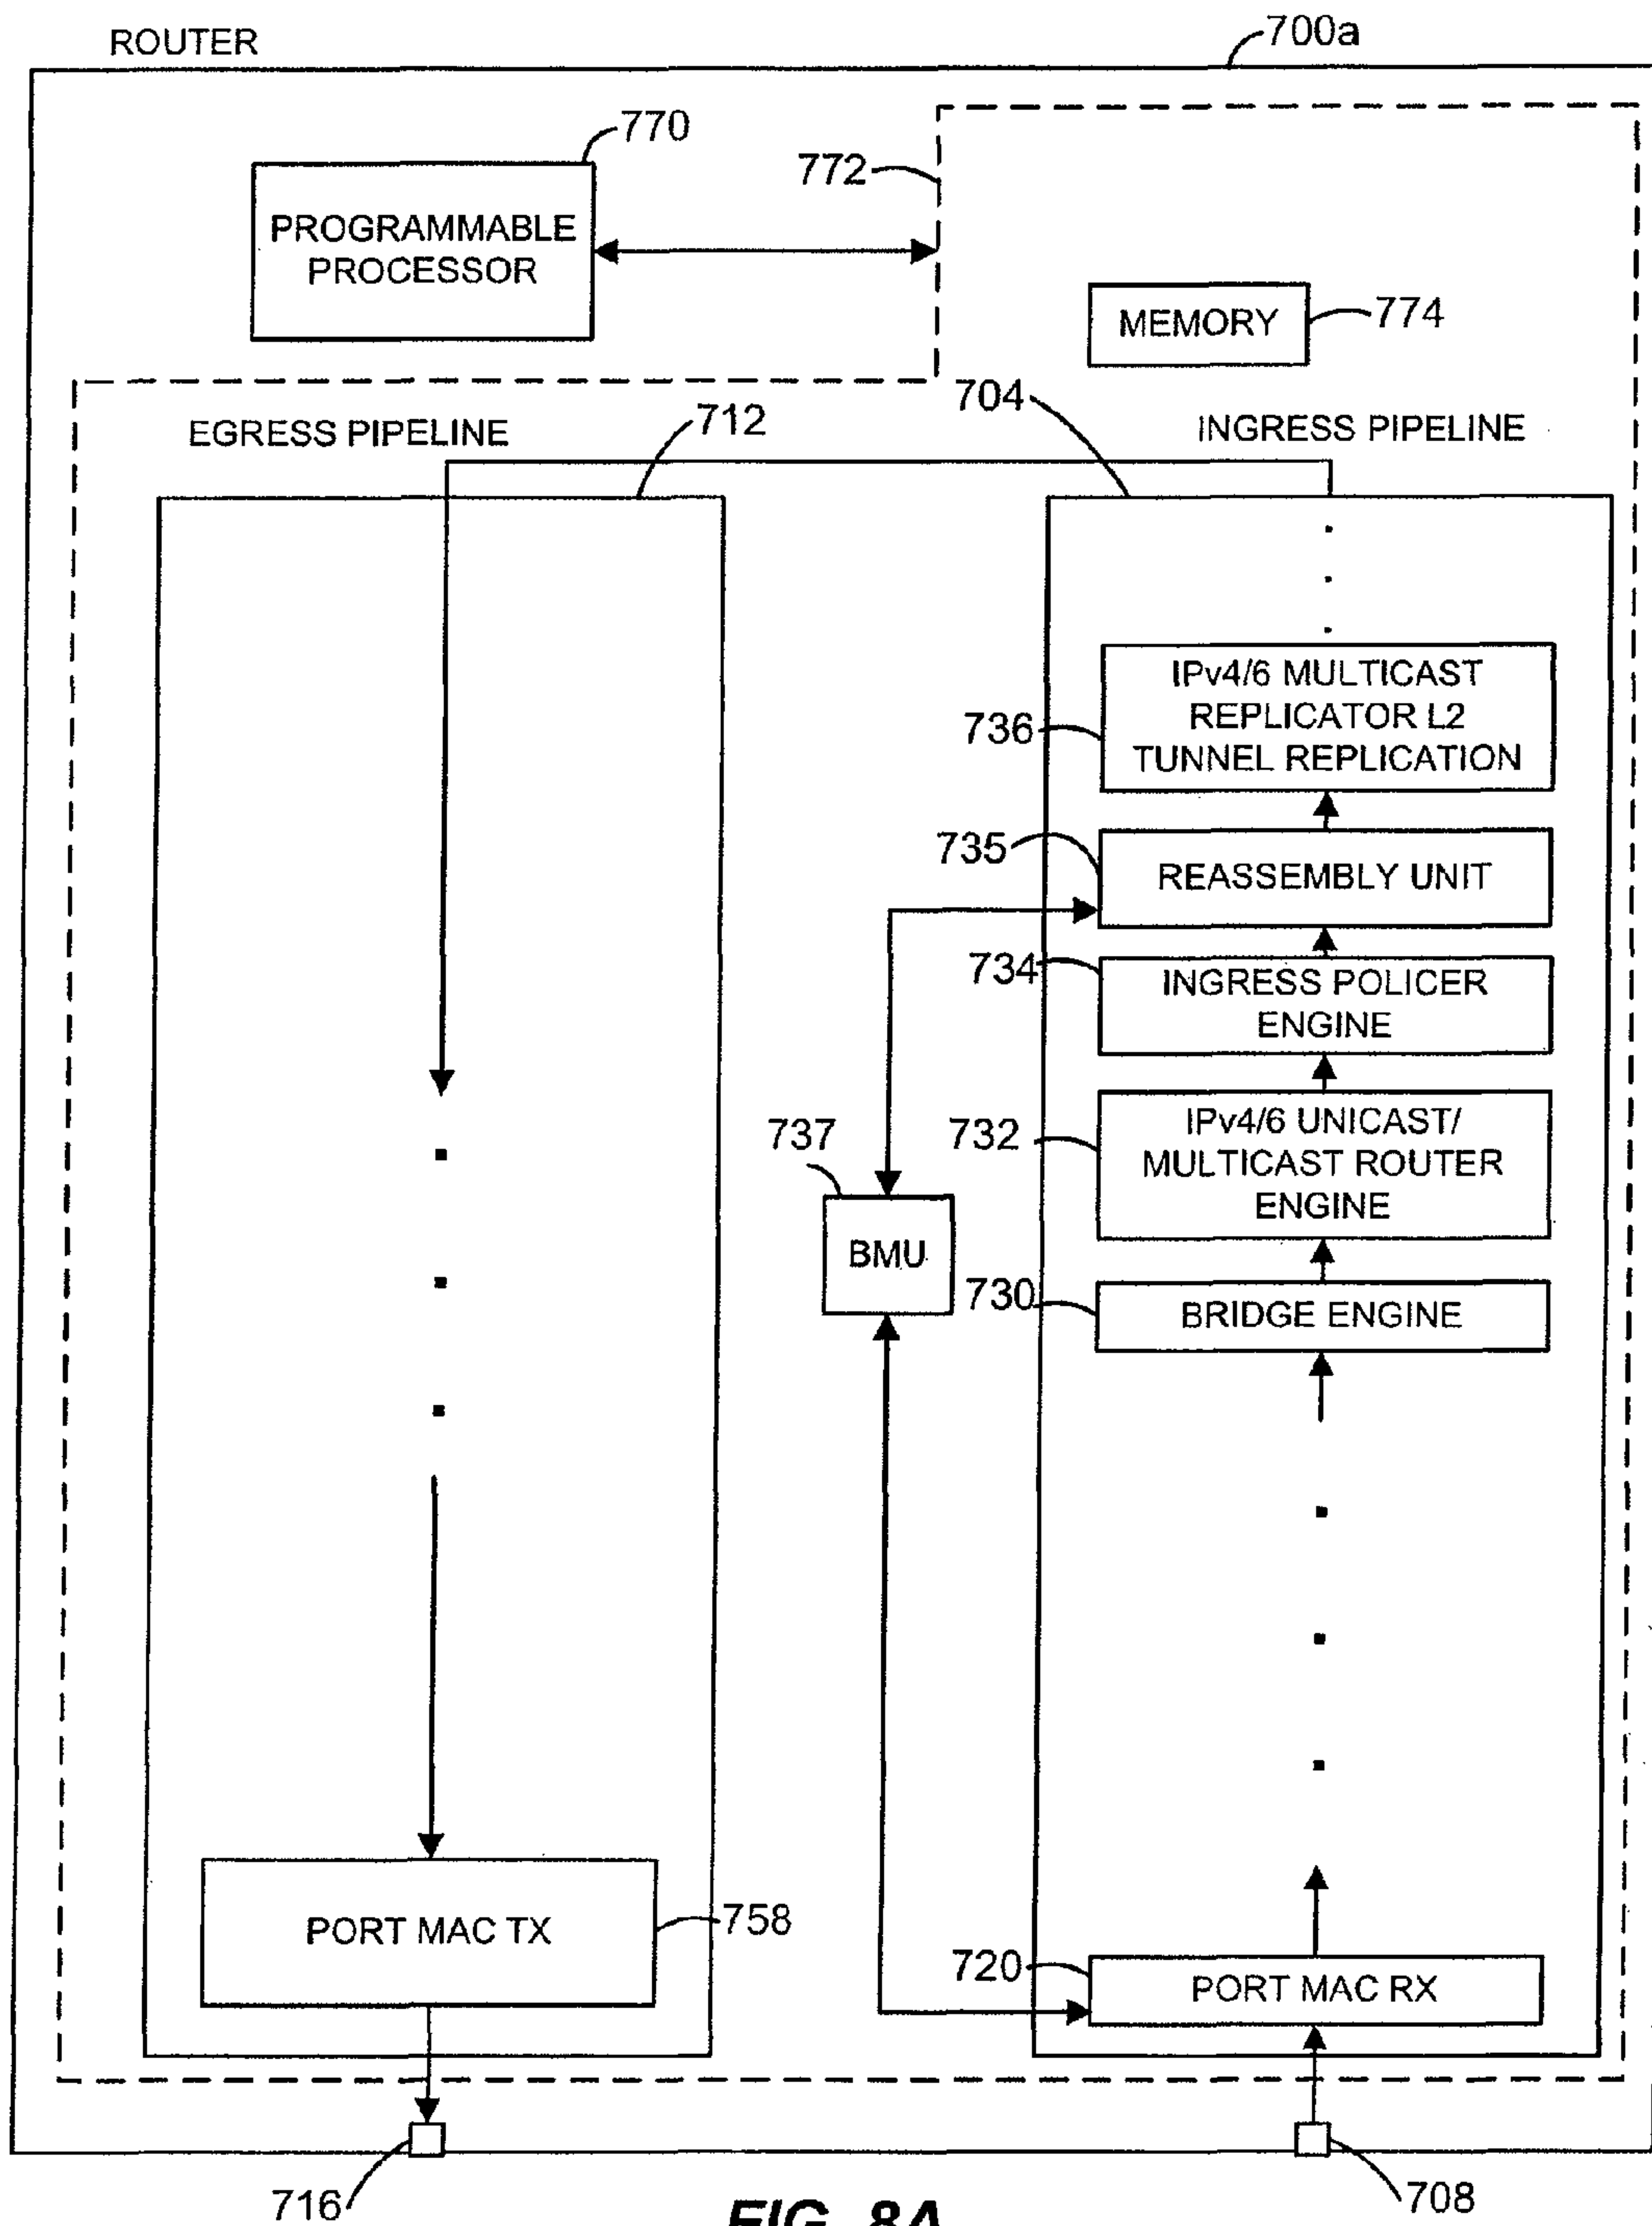 ROUTER
700a
770
772
PROGRAMMABLE
PROCESSOR
MEMORY
774
704
EGRESS PIPELINE
712
INGRESS PIPELINE
IPv4/6 MULTICAST
REPLICATOR L2
TUNNEL REPLICATION
736
735
REASSEMBLY UNIT
734
INGRESS POLICER
ENGINE
737
732
IPv4/6 UNICAST/
MULTICAST ROUTER
ENGINE
BMU
730
BRIDGE ENGINE
PORT MAC TX
758
720
PORT MAC RX
716
708
FIG. 8A